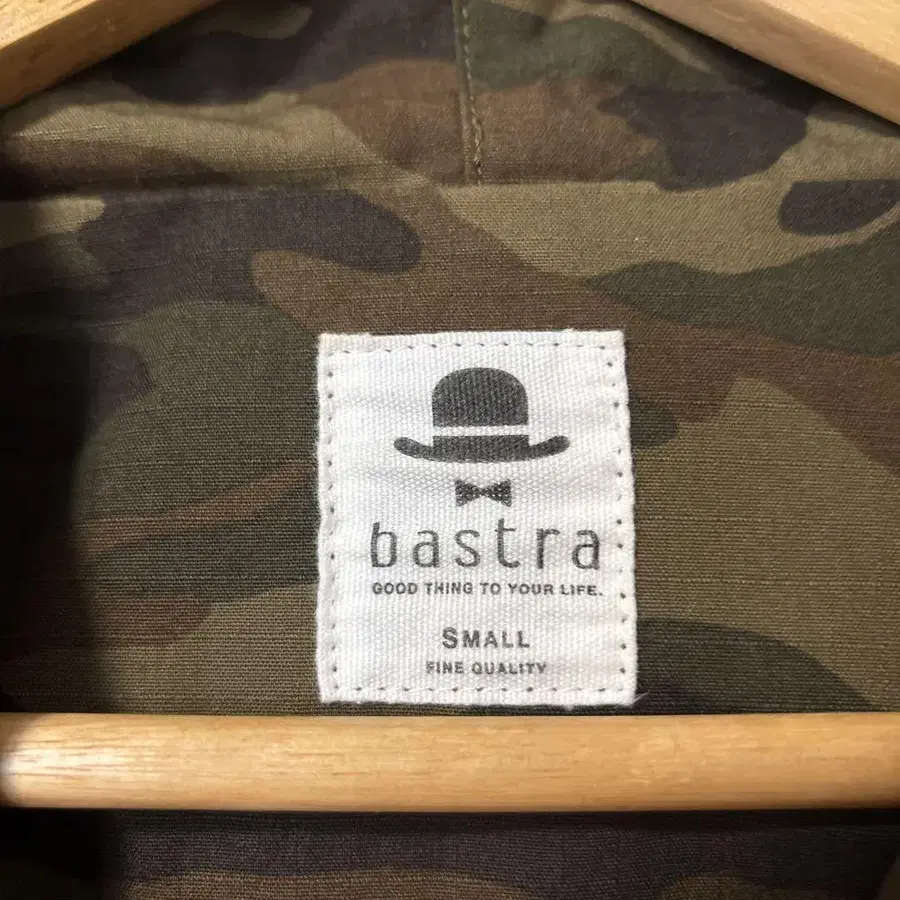 bastra
GOOD THING TO YOUR LIFE.
SMALL
FINE QUALITY